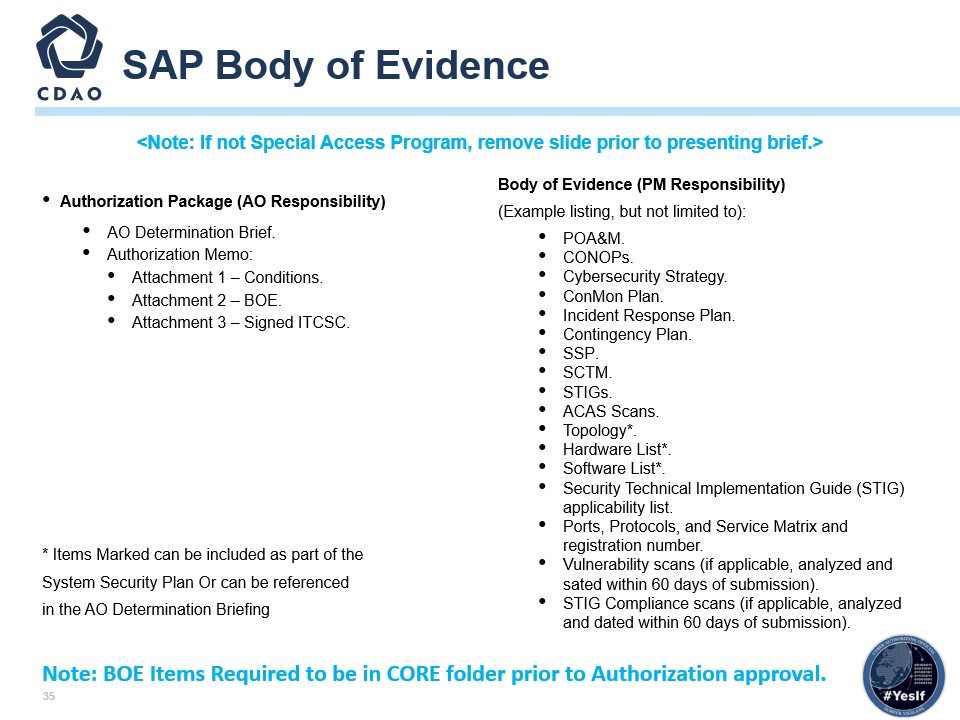 CDAO
SAP Body of Evidence
<Note: If not Special Access Program, remove slide prior to presenting brief.>
• Authorization Package (AO Responsibility)
• AO Determination Brief.
• Authorization Memo:
• Attachment 1 – Conditions.
• Attachment 2 – BOE.
• Attachment 3 – Signed ITCSC.
* Items Marked can be included as part of the
System Security Plan Or can be referenced
in the AO Determination Briefing
Body of Evidence (PM Responsibility)
(Example listing, but not limited to):
• POA&M.
• CONOPs.
• Cybersecurity Strategy.
• ConMon Plan.
• Incident Response Plan.
• Contingency Plan.
• SSP.
• SCTM.
• STIGs.
• ACAS Scans.
• Topology*.
• Hardware List*.
• Software List*.
• Security Technical Implementation Guide (STIG)
applicability list.
• Ports, Protocols, and Service Matrix and
registration number.
• Vulnerability scans (if applicable, analyzed and
sated within 60 days of submission).
• STIG Compliance scans (if applicable, analyzed
and dated within 60 days of submission).
Note: BOE Items Required to be in CORE folder prior to Authorization approval.
35
#YesIf